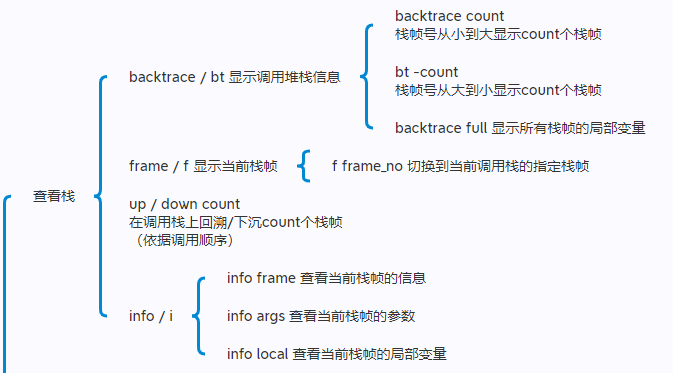 查看栈
backtrace / bt 显示调用堆栈信息
backtrace count
栈帧号从小到大显示count个栈帧
bt -count
栈帧号从大到小显示count个栈帧
backtrace full 显示所有栈帧的局部变量
frame / f 显示当前栈帧
f frame_no 切换到当前调用栈的指定栈帧
up / down count
在调用栈上回溯/下沉count个栈帧
（依据调用顺序）
info / i
info frame 查看当前栈帧的信息
info args 查看当前栈帧的参数
info local 查看当前栈帧的局部变量